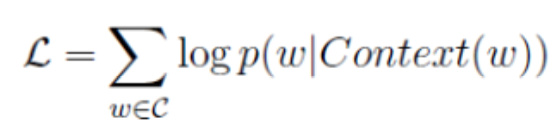 ℒ = ∑_{w∈𝒞} log p(w|Context(w))